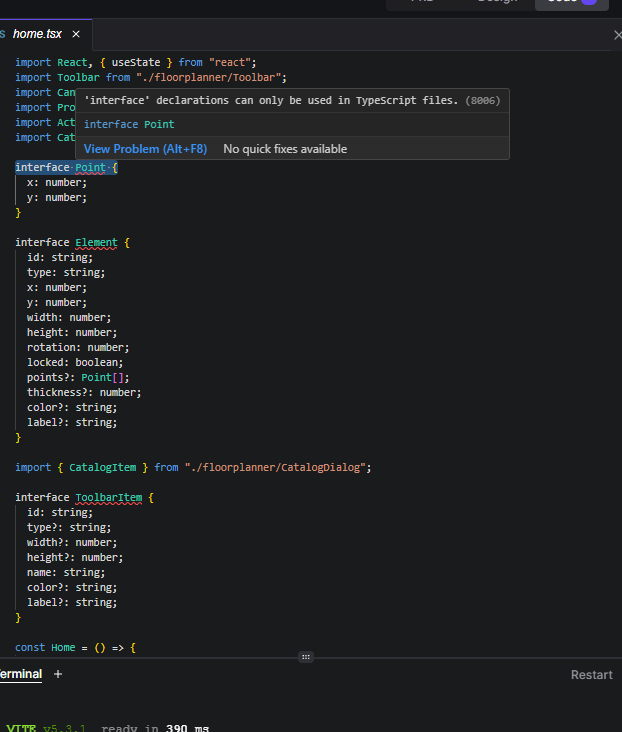 Design
home.tsx ×
import React, { useState } from "react";
import Toolbar from "./floorplanner/Toolbar";
import Can
import Pro
import Act
import Cat
'interface' declarations can only be used in TypeScript files. (8006)
interface Point
View Problem (Alt+F8) No quick fixes available
interface Point {
x: number;
y: number;
}
interface Element {
id: string;
type: string;
x: number;
y: number;
width: number;
height: number;
rotation: number;
locked: boolean;
points?: Point[];
thickness?: number;
color?: string;
label?: string;
}
import { CatalogItem } from "./floorplanner/CatalogDialog";
interface ToolbarItem {
id: string;
type?: string;
width?: number;
height?: number;
name: string;
color?: string;
label?: string;
}
const Home = () => {
erminal + Restart
VITE v5.3.1 ready in 390 ms